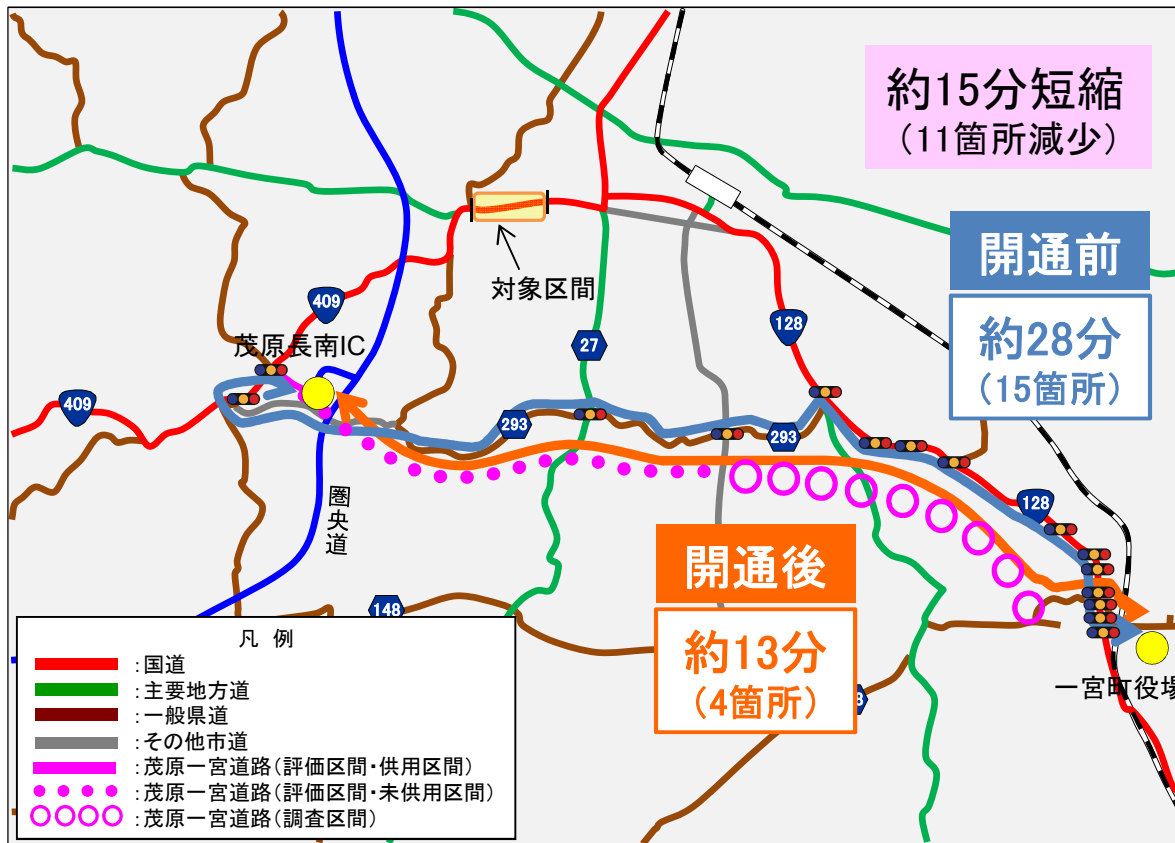 約15分短縮
（11箇所減少）
開通前
約28分
（15箇所）
対象区間
409
茂原長南IC
27
128
409
293
293
圏央道
128
開通後
約13分
（4箇所）
148
一宮町役場
凡 例
：国道
：主要地方道
：一般県道
：その他市道
：茂原一宮道路（評価区間・供用区間）
：茂原一宮道路（評価区間・未供用区間）
：茂原一宮道路（調査区間）